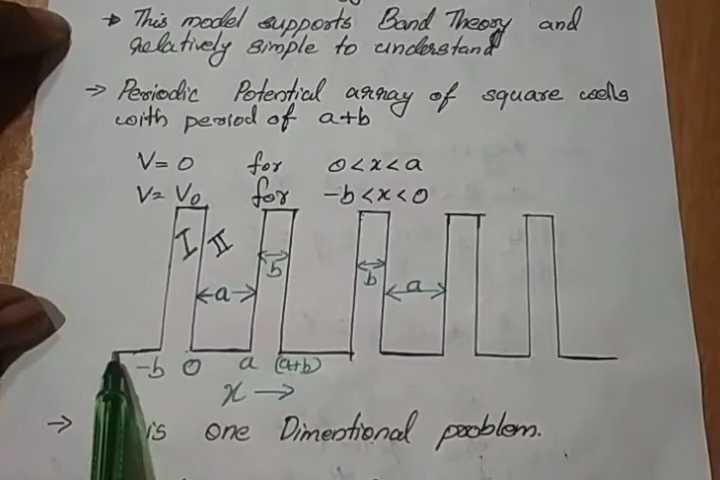 → This model supports Band Theory and
relatively simple to understand
→ Periodic Potential array of square wells
with period of a+b
V = 0 for 0 < x < a
V = V₀ for -b < x < 0
I II
b
b
a
a
-b 0 a (a+b)
x →
→ is one Dimentional problem.